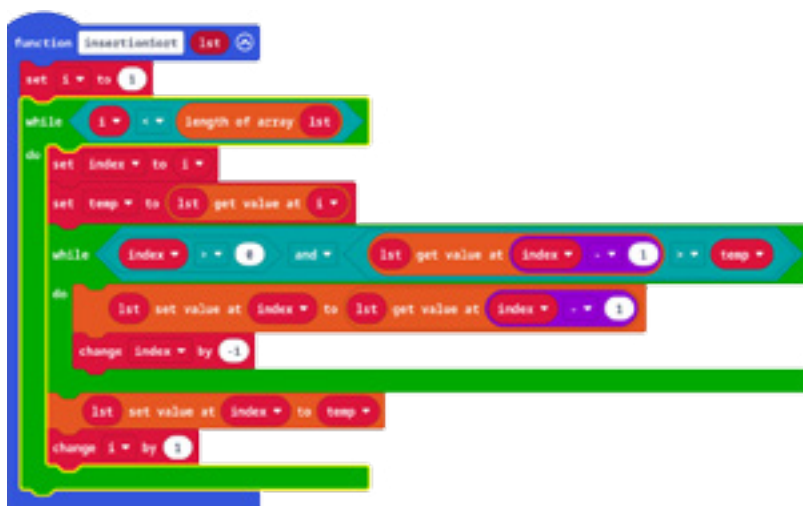 function insertionSort lst
set i to 1
while i < length of array lst
do set index to i
set temp to lst get value at i
while index > 0 and lst get value at index - 1 > temp
do lst set value at index to lst get value at index - 1
change index by -1
lst set value at index to temp
change i by 1